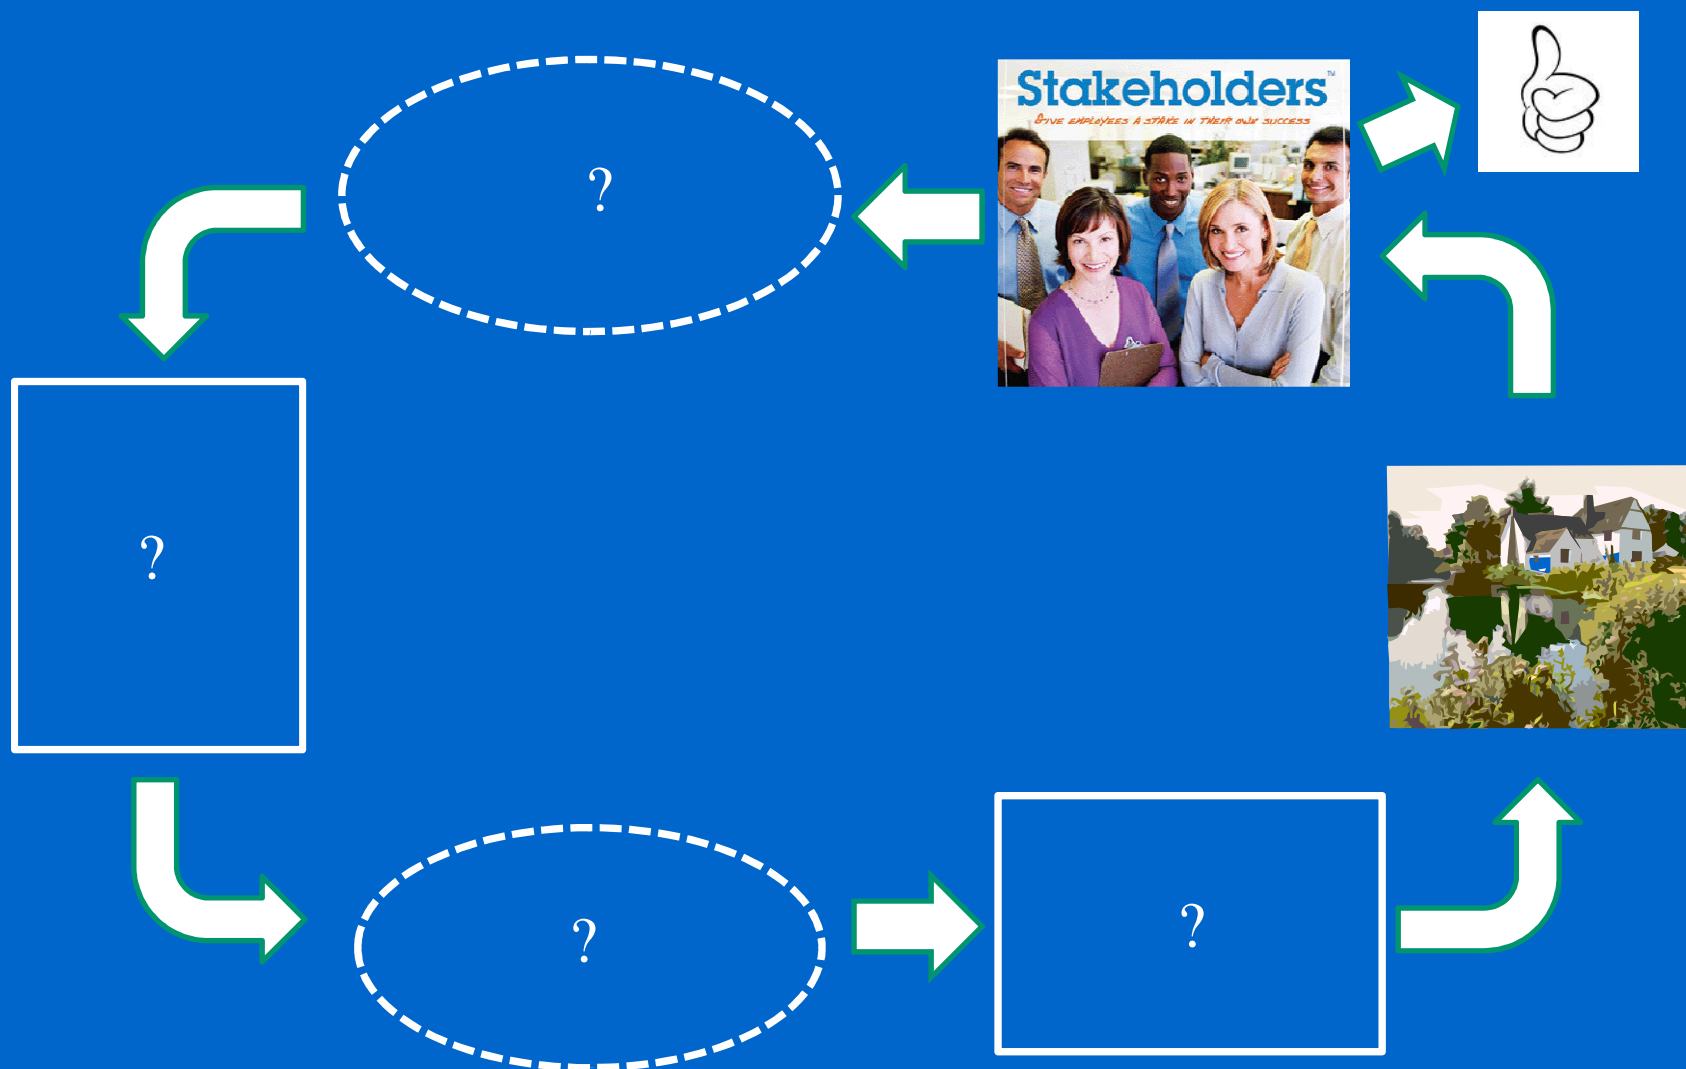 ?
Stakeholders™
GIVE EMPLOYEES A STAKE IN THEIR OWN SUCCESS
?
?
?